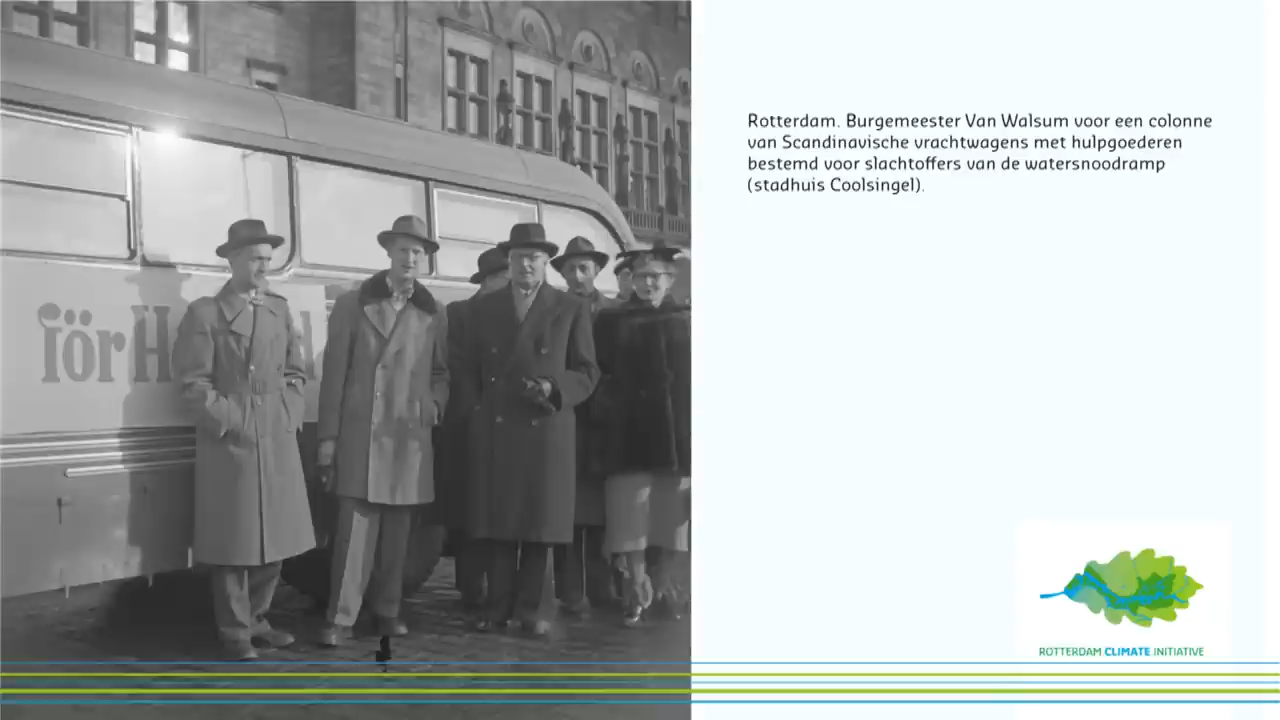 för H d
Rotterdam. Burgemeester Van Walsum voor een colonne
van Scandinavische vrachtwagens met hulpgoederen
bestemd voor slachtoffers van de watersnoodramp
(stadhuis Coolsingel).
ROTTERDAM CLIMATE INITIATIVE